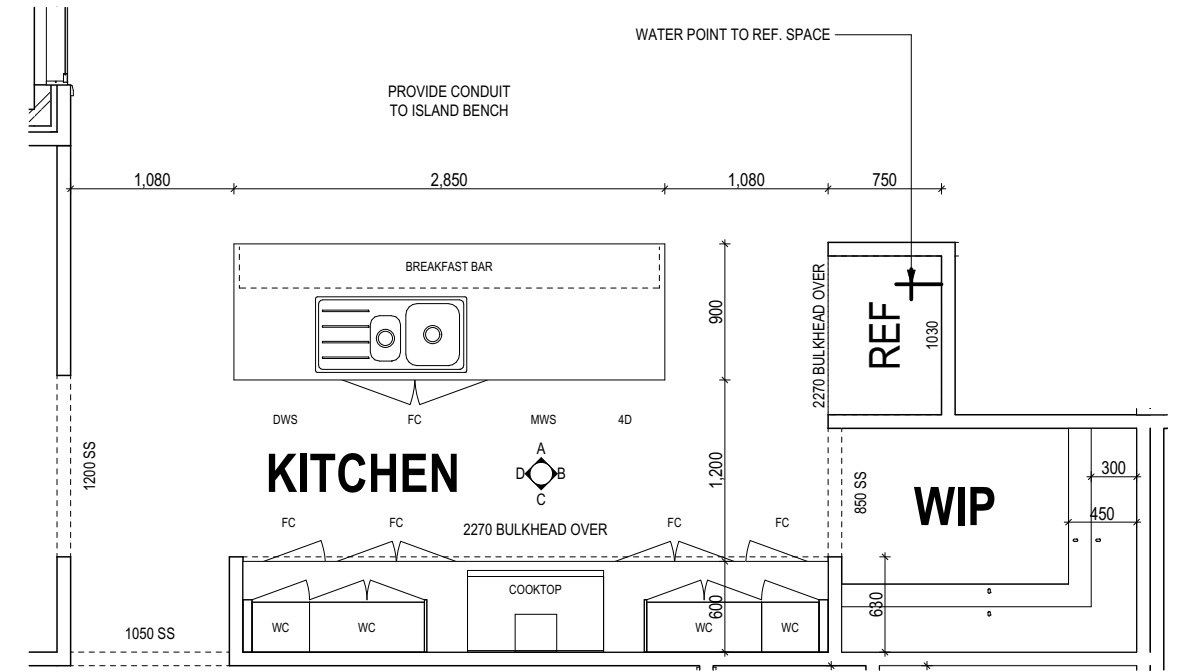 WATER POINT TO REF. SPACE
PROVIDE CONDUIT
TO ISLAND BENCH
1,080
2,850
1,080
750
BREAKFAST BAR
900
2270 BULKHEAD OVER
REF
1030
DWS
FC
MWS
4D
1200 SS
KITCHEN
A
D
B
C
1,200
850 SS
WIP
300
450
FC
FC
2270 BULKHEAD OVER
FC
FC
COOKTOP
600
630
WC
WC
WC
WC
1050 SS